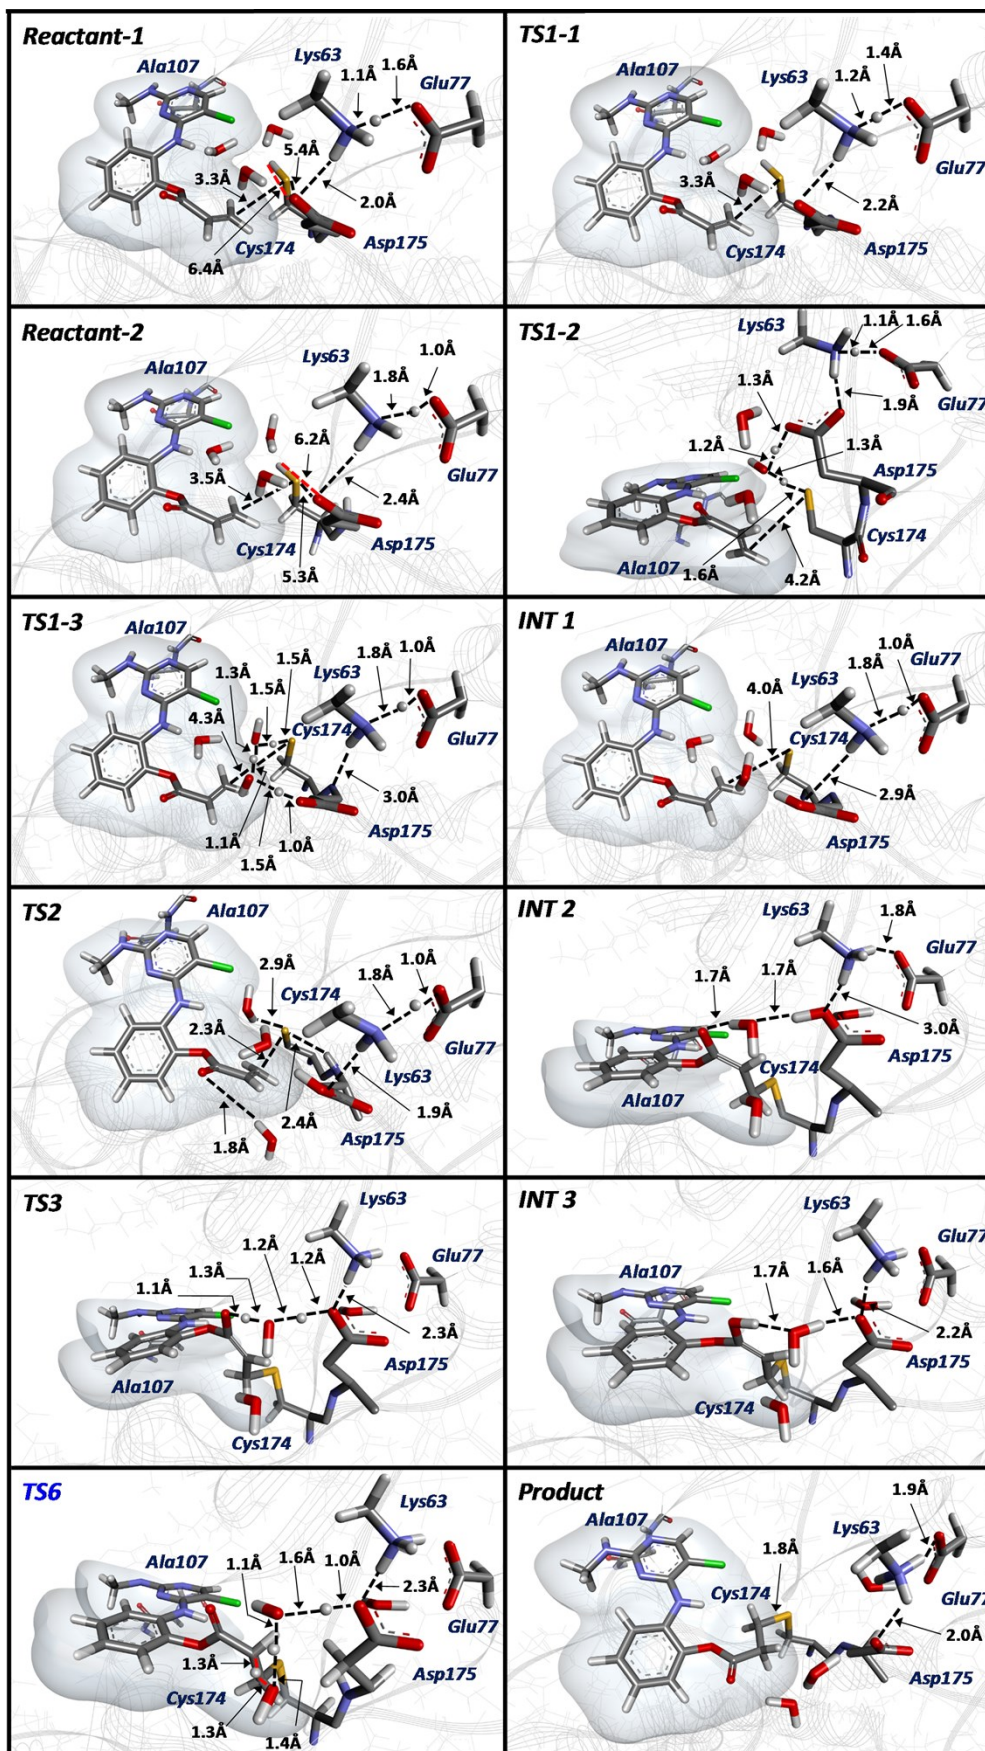 Reactant-1
Lys63
1.6Å
1.1Å
Glu77
Ala107
5.4Å
3.3Å
2.0Å
Cys174
Asp175
6.4Å
TS1-1
Lys63
1.4Å
1.2Å
Glu77
Ala107
3.3Å
2.2Å
Glu77
Cys174
Asp175
Reactant-2
Lys63
1.0Å
Ala107
1.8Å
6.2Å
Glu77
3.5Å
2.4Å
Cys174
Asp175
5.3Å
TS1-2
Lys63
1.1Å
1.6Å
1.3Å
Glu77
1.9Å
1.2Å
1.3Å
Asp175
Cys174
Ala107
1.6Å
4.2Å
TS1-3
Ala107
1.5Å
Lys63
1.8Å
1.0Å
1.3Å
1.5Å
4.3Å
Cys174
Glu77
3.0Å
Asp175
1.1Å
1.0Å
1.5Å
INT 1
Ala107
Lys63
1.0Å
1.8Å
4.0Å
Cys174
Glu77
2.9Å
Asp175
TS2
Ala107
2.9Å
Cys174
1.8Å
1.0Å
2.3Å
Glu77
Lys63
2.4Å
1.9Å
Asp175
1.8Å
INT 2
Lys63
1.8Å
Glu77
1.7Å
1.7Å
3.0Å
Cys174
Asp175
Ala107
TS3
Lys63
1.2Å
Glu77
1.3Å
1.2Å
1.1Å
2.3Å
Asp175
Ala107
Cys174
INT 3
Lys63
Glu77
Ala107
1.7Å
1.6Å
2.2Å
Asp175
Cys174
TS6
Lys63
Ala107
1.1Å
1.6Å
1.0Å
2.3Å
Glu77
1.3Å
Asp175
Cys174
1.3Å
1.4Å
Product
1.9Å
Ala107
Lys63
1.8Å
Cys174
Glu77
2.0Å
Asp175